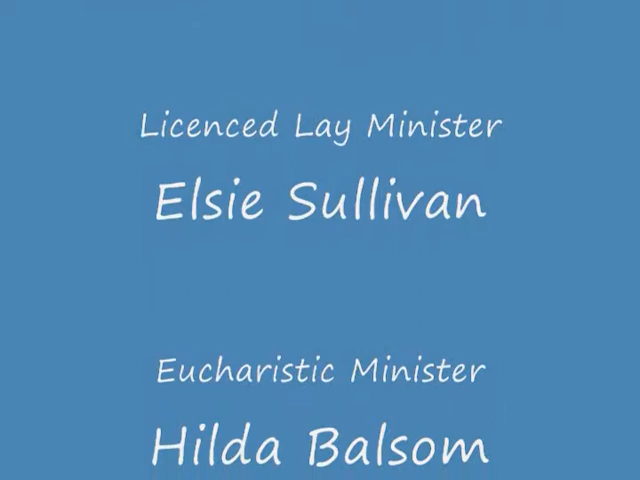 Licenced Lay Minister
Elsie Sullivan
Eucharistic Minister
Hilda Balsom